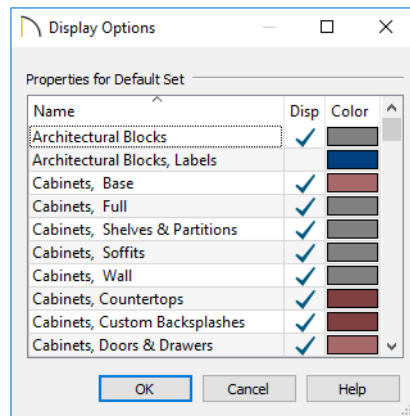 Display Options
Properties for Default Set
Name Disp Color
Architectural Blocks
Architectural Blocks, Labels
Cabinets, Base
Cabinets, Full
Cabinets, Shelves & Partitions
Cabinets, Soffits
Cabinets, Wall
Cabinets, Countertops
Cabinets, Custom Backsplashes
Cabinets, Doors & Drawers
OK Cancel Help